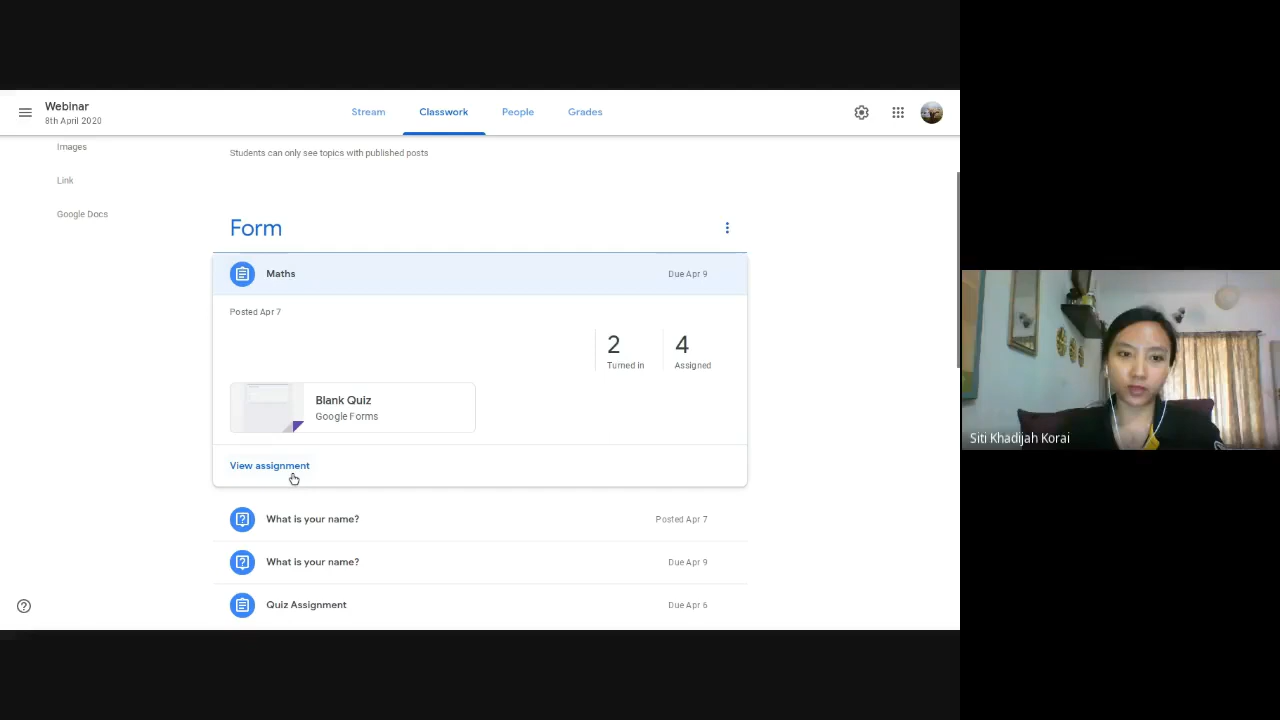 Webinar
8th April 2020
Stream
Classwork
People
Grades
Images
Link
Google Docs
Students can only see topics with published posts
Form
Maths
Due Apr 9
Posted Apr 7
2
Turned in
4
Assigned
Blank Quiz
Google Forms
View assignment
What is your name?
Posted Apr 7
What is your name?
Due Apr 9
Quiz Assignment
Due Apr 6
Siti Khadijah Korai